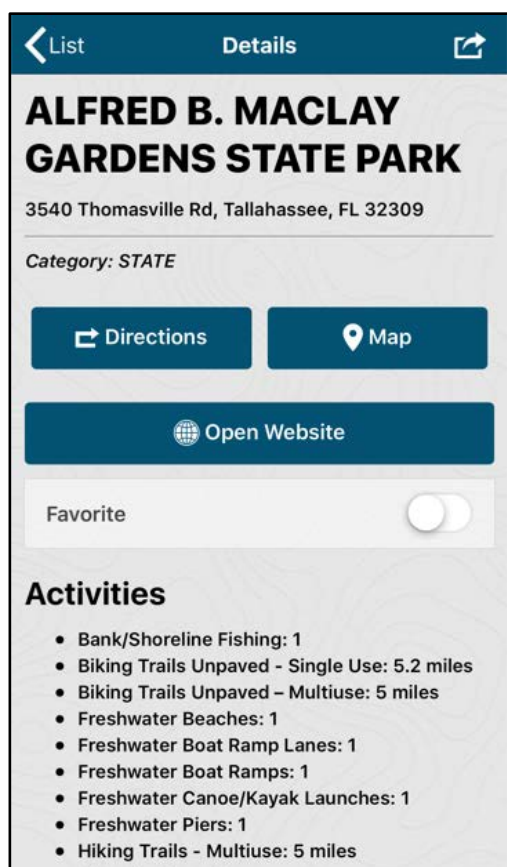 List
Details
ALFRED B. MACLAY
GARDENS STATE PARK
3540 Thomasville Rd, Tallahassee, FL 32309
Category: STATE
Directions
Map
Open Website
Favorite
Activities
• Bank/Shoreline Fishing: 1
• Biking Trails Unpaved - Single Use: 5.2 miles
• Biking Trails Unpaved – Multiuse: 5 miles
• Freshwater Beaches: 1
• Freshwater Boat Ramp Lanes: 1
• Freshwater Boat Ramps: 1
• Freshwater Canoe/Kayak Launches: 1
• Freshwater Piers: 1
• Hiking Trails - Multiuse: 5 miles